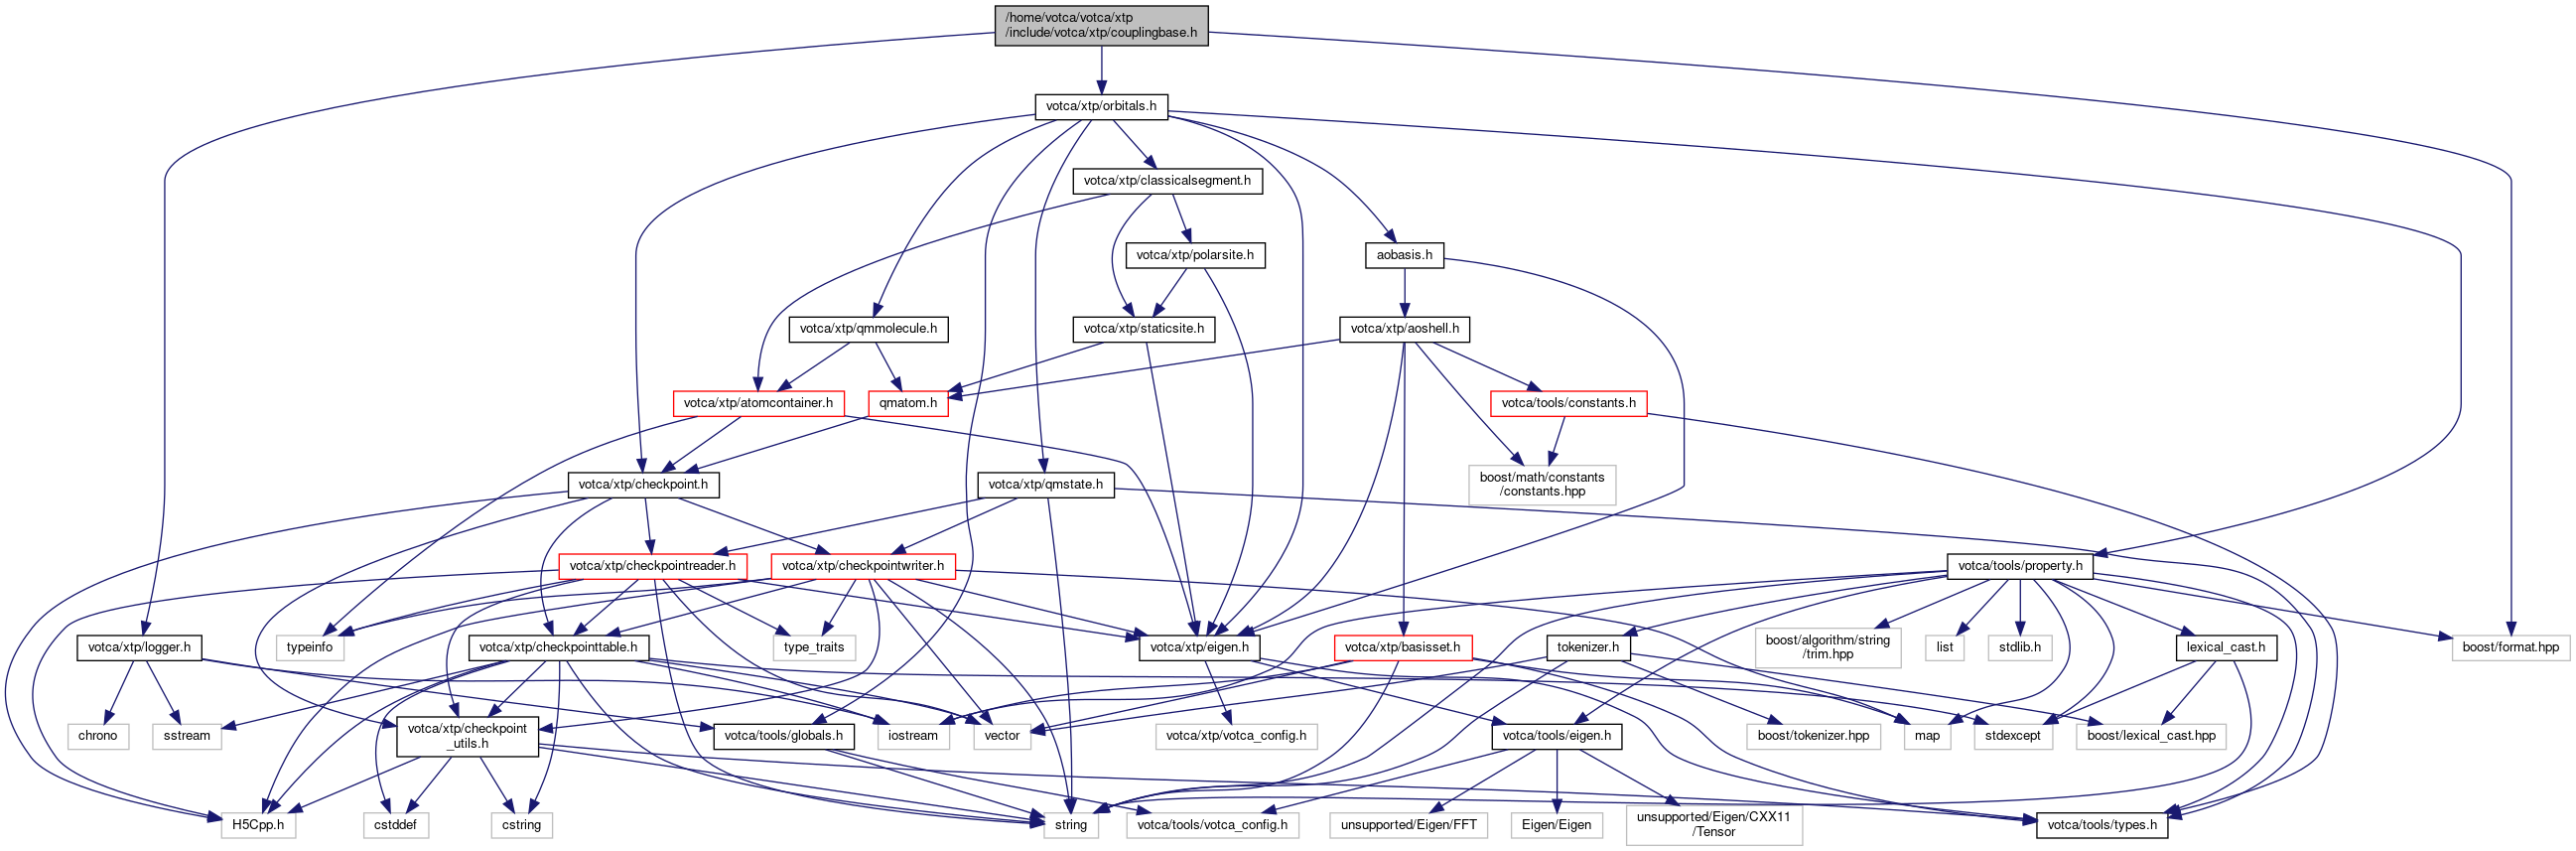 /home/votca/votca/xtp
/include/votca/xtp/couplingbase.h
votca/xtp/orbitals.h
votca/xtp/classicalsegment.h
votca/xtp/polarsite.h
aobasis.h
votca/xtp/qmmolecule.h
votca/xtp/staticsite.h
votca/xtp/aoshell.h
votca/xtp/atomcontainer.h
qmatom.h
votca/tools/constants.h
votca/xtp/checkpoint.h
votca/xtp/qmstate.h
boost/math/constants
/constants.hpp
votca/xtp/checkpointreader.h
votca/xtp/checkpointwriter.h
votca/tools/property.h
votca/xtp/logger.h
typeinfo
votca/xtp/checkpointtable.h
type_traits
votca/xtp/eigen.h
votca/xtp/basisset.h
tokenizer.h
boost/algorithm/string
/trim.hpp
list
stdlib.h
lexical_cast.h
boost/format.hpp
chrono
sstream
votca/xtp/checkpoint
_utils.h
votca/tools/globals.h
iostream
vector
votca/xtp/votca_config.h
votca/tools/eigen.h
boost/tokenizer.hpp
map
stdexcept
boost/lexical_cast.hpp
H5Cpp.h
cstddef
cstring
string
votca/tools/votca_config.h
unsupported/Eigen/FFT
Eigen/Eigen
unsupported/Eigen/CXX11
/Tensor
votca/tools/types.h